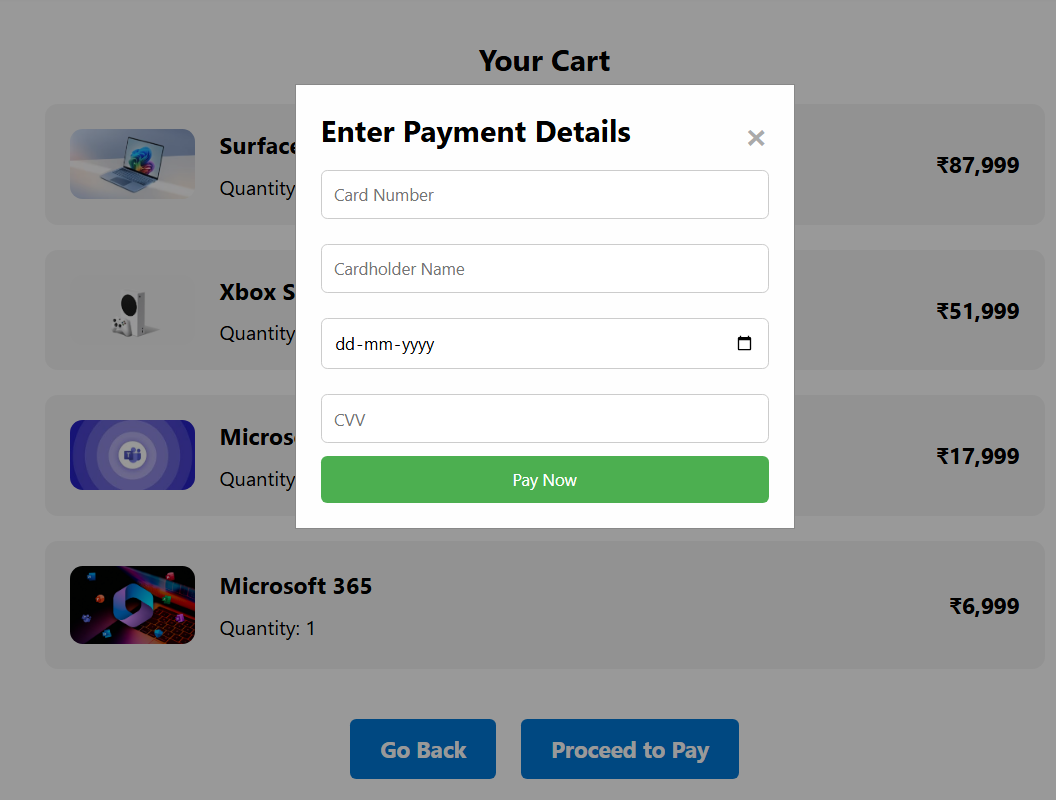 Your Cart
Enter Payment Details
×
Card Number
Cardholder Name
dd-mm-yyyy
CVV
Pay Now
Surface
Quantity
₹87,999
Xbox S
Quantity
₹51,999
Quantity
₹17,999
Microsoft 365
Quantity: 1
₹6,999
Go Back
Proceed to Pay